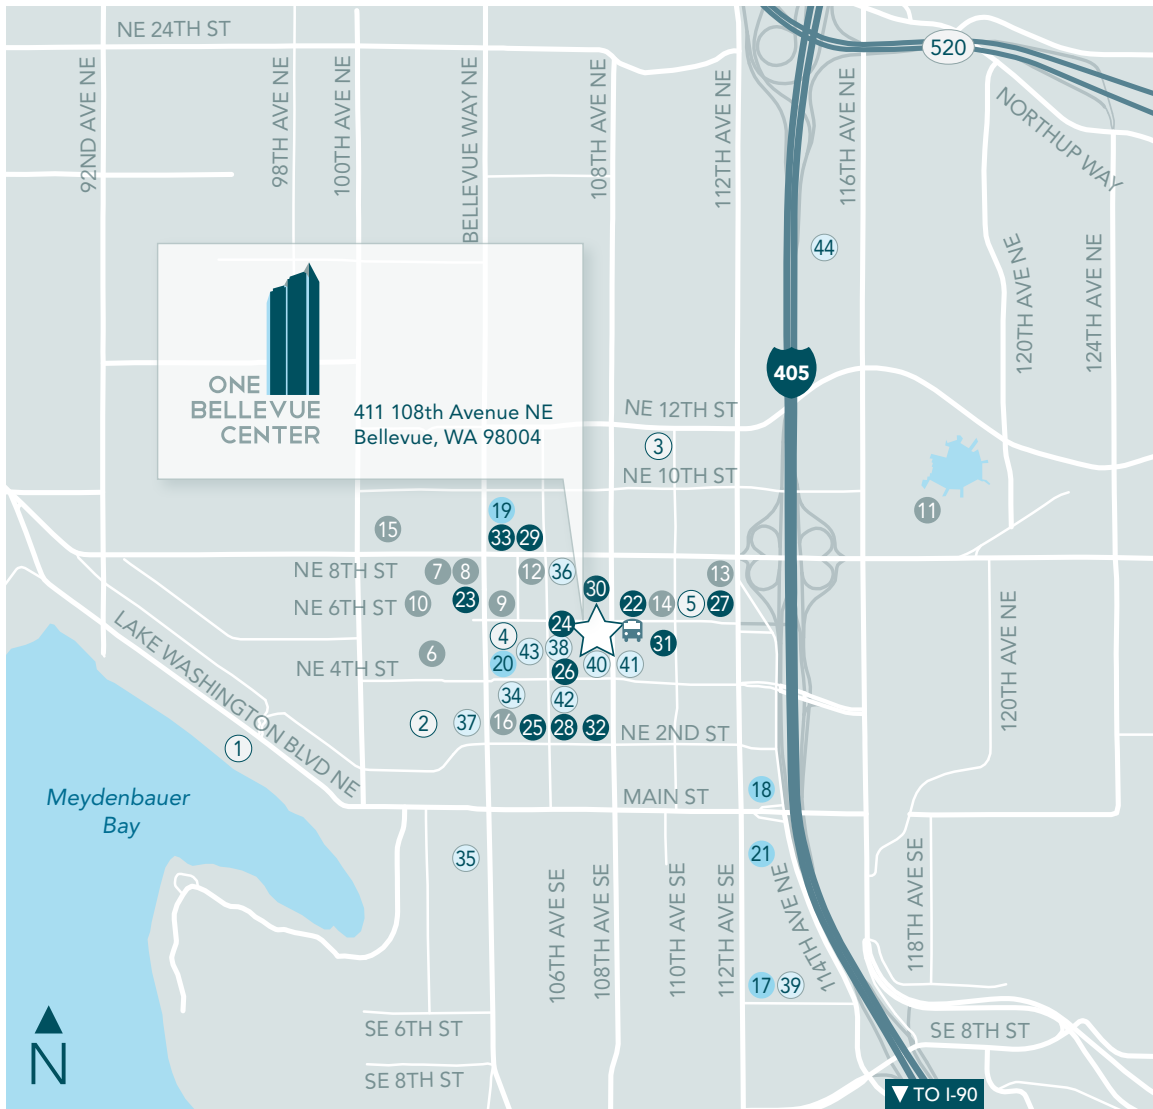 NE 24TH ST
520
92ND AVE NE
98TH AVE NE
100TH AVE NE
BELLEVUE WAY NE
108TH AVE NE
112TH AVE NE
116TH AVE NE
NORTHUP WAY
44
120TH AVE NE
124TH AVE NE
ONE
BELLEVUE
CENTER
411 108th Avenue NE
Bellevue, WA 98004
405
NE 12TH ST
3
NE 10TH ST
19
11
15
33
29
NE 8TH ST
7
8
12
36
13
30
NE 6TH ST
10
23
9
22
14
5
27
24
4
31
6
43
38
NE 4TH ST
20
26
40
41
34
42
2
37
16
25
28
32
NE 2ND ST
120TH AVE NE
LAKE WASHINGTON BLVD NE
1
Meydenbauer
Bay
MAIN ST
18
35
21
106TH AVE SE
108TH AVE SE
110TH AVE SE
112TH AVE SE
114TH AVE NE
118TH AVE SE
17
39
SE 6TH ST
SE 8TH ST
SE 8TH ST
N
TO I-90